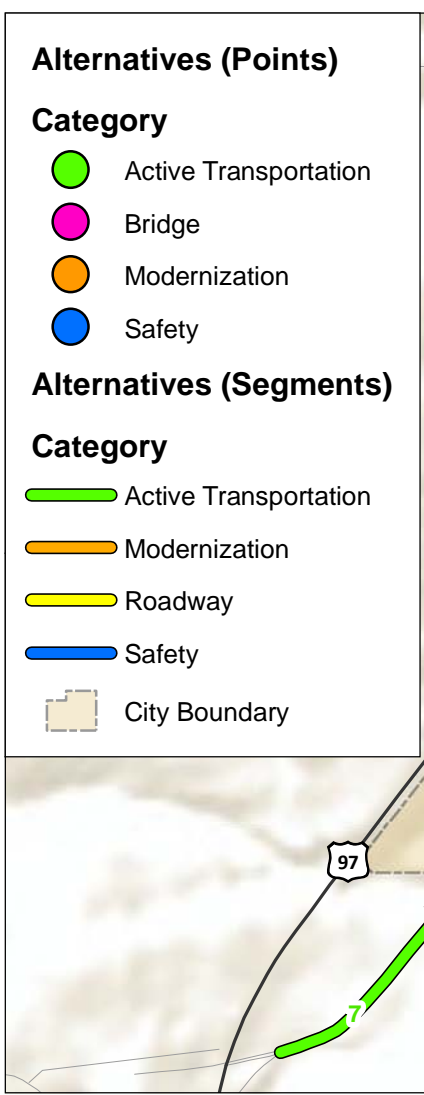 Alternatives (Points)
Category
Active Transportation
Bridge
Modernization
Safety
Alternatives (Segments)
Category
Active Transportation
Modernization
Roadway
Safety
City Boundary
97
7